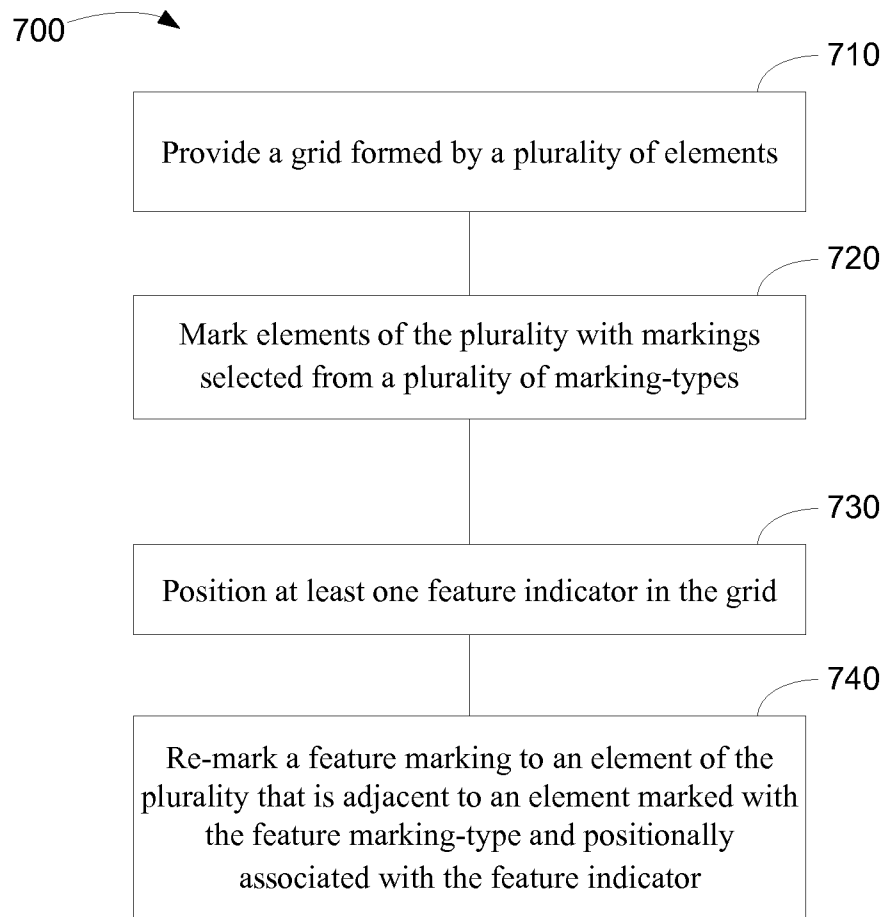 700
710
Provide a grid formed by a plurality of elements
720
Mark elements of the plurality with markings
selected from a plurality of marking-types
730
Position at least one feature indicator in the grid
740
Re-mark a feature marking to an element of the
plurality that is adjacent to an element marked with
the feature marking-type and positionally
associated with the feature indicator